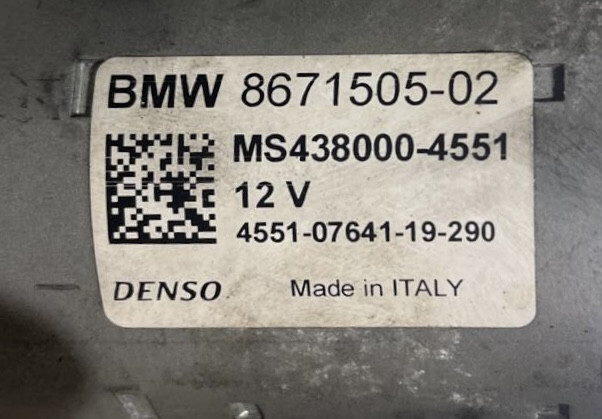 BMW 8671505-02
MS438000-4551
12 V
4551-07641-19-290
DENSO Made in ITALY